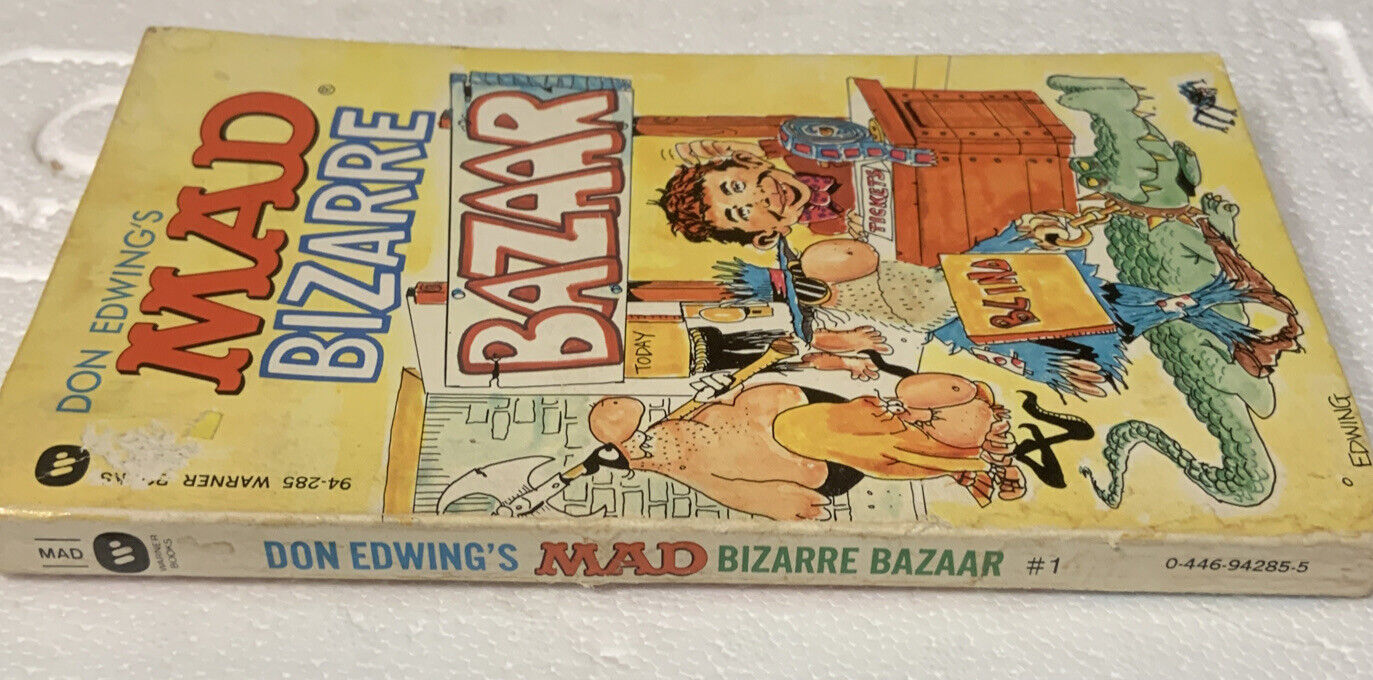 DON EDWING'S
MAD®
BIZARRE
BAZAAR
TODAY
TISKETS
BLIND
EDWING
94-285 WARNER
MAD
WARNER
BOOKS
DON EDWING'S MAD BIZARRE BAZAAR #1
0-446-94285-5